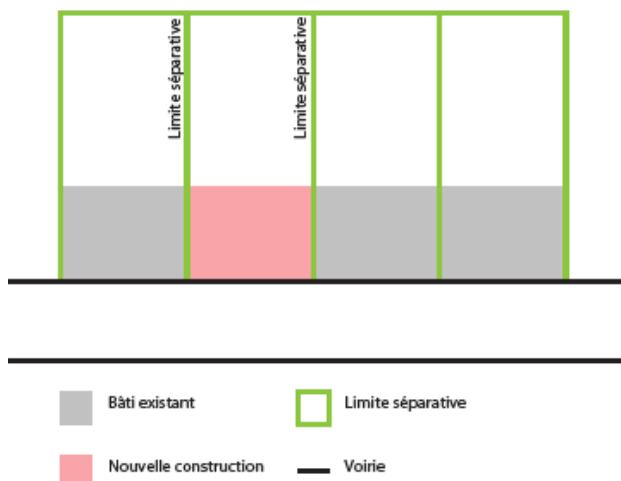 Limite séparative
Limite séparative
Bâti existant
Limite séparative
Nouvelle construction
Voirie